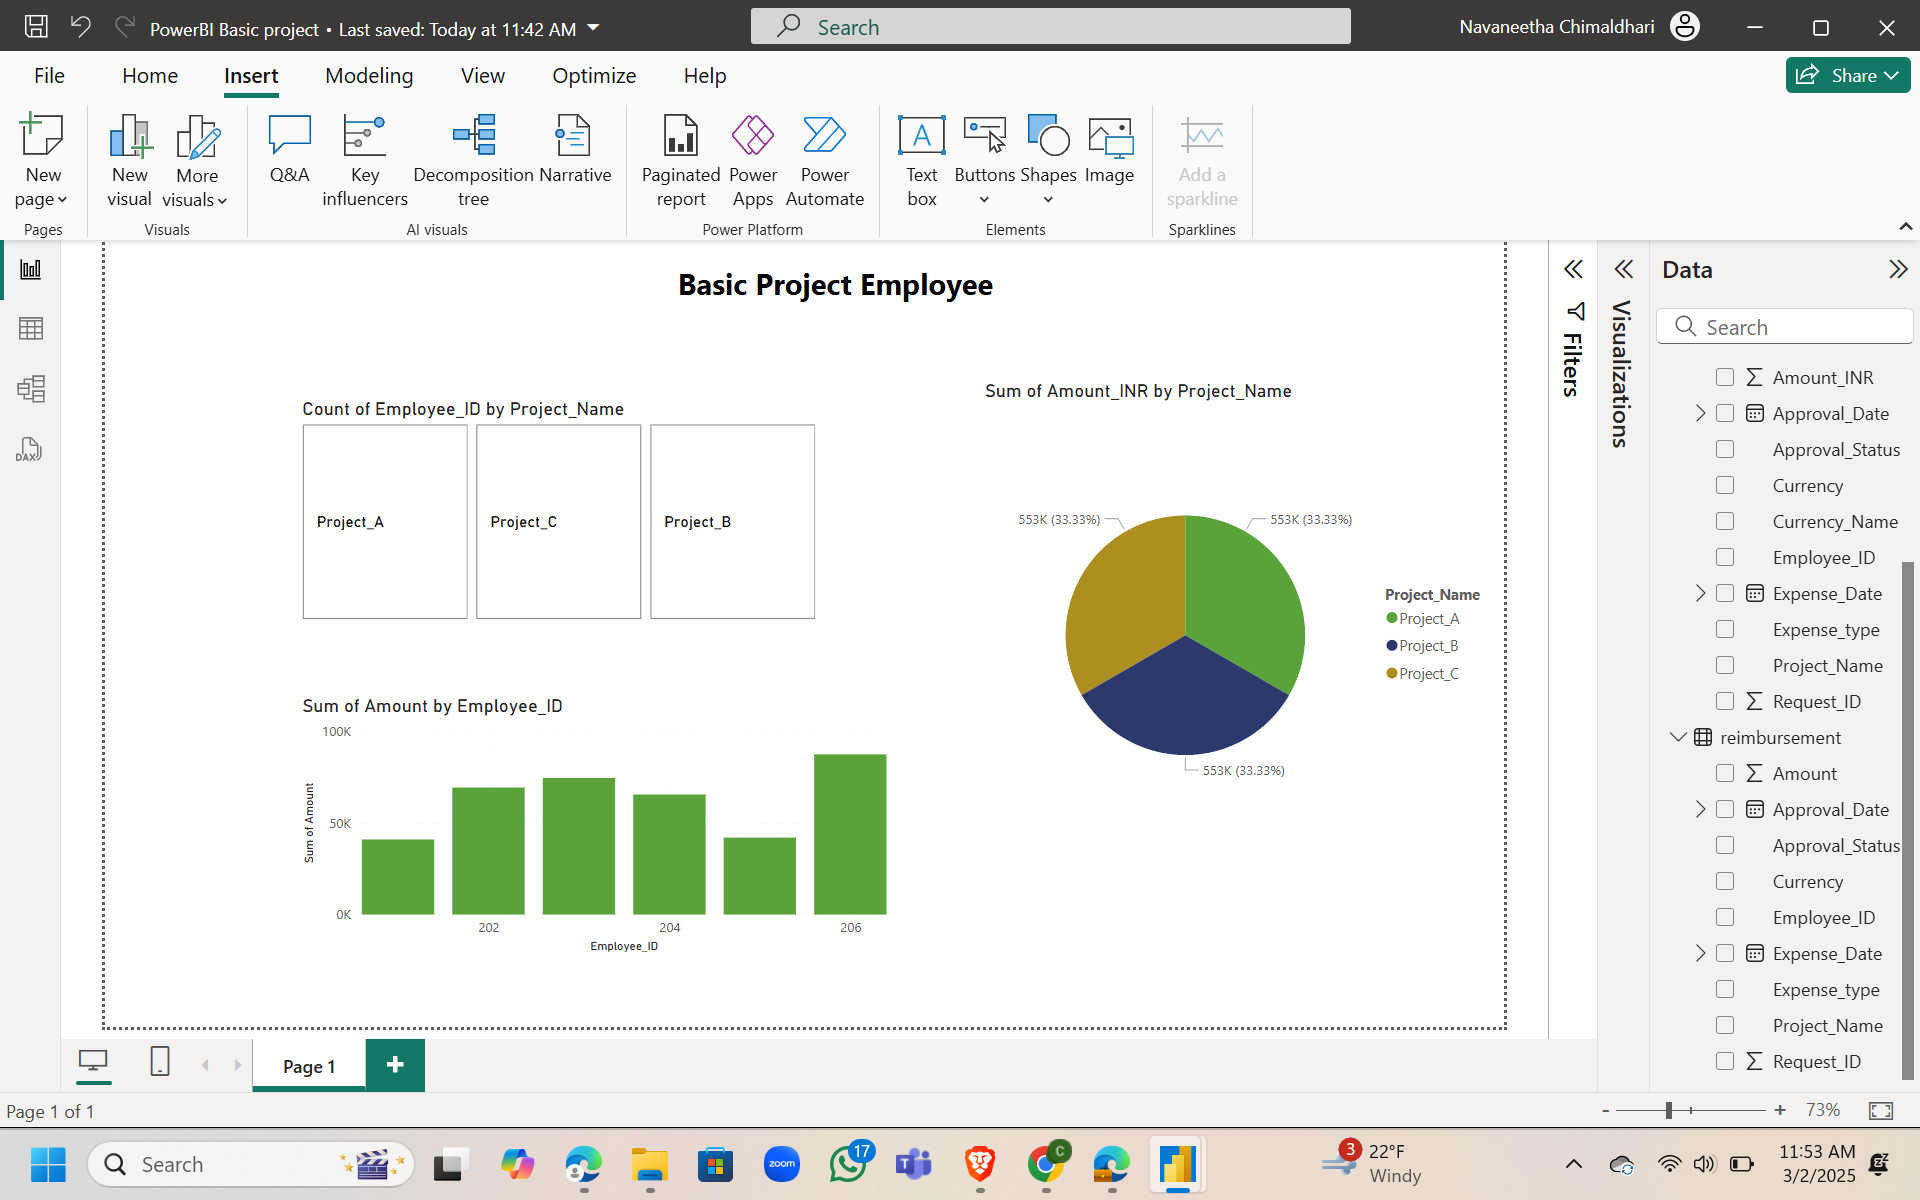 PowerBI Basic project • Last saved: Today at 11:42 AM
Search
Navaneetha Chimaldhari
File
Home
Insert
Modeling
View
Optimize
Help
Share
New page
New visual
More visuals
Q&A
Key influencers
Decomposition tree
Narrative
Paginated report
Power Apps
Power Automate
Text box
Buttons
Shapes
Image
Add a sparkline
Pages
Visuals
AI visuals
Power Platform
Elements
Sparklines
DAX
Basic Project Employee
Count of Employee_ID by Project_Name
Project_A
Project_C
Project_B
Sum of Amount_INR by Project_Name
553K (33.33%)
553K (33.33%)
553K (33.33%)
Project_Name
Project_A
Project_B
Project_C
Sum of Amount by Employee_ID
100K
50K
0K
Sum of Amount
202
204
206
Employee_ID
Filters
Visualizations
Data
Search
Amount_INR
Approval_Date
Approval_Status
Currency
Currency_Name
Employee_ID
Expense_Date
Expense_type
Project_Name
Request_ID
reimbursement
Amount
Approval_Date
Approval_Status
Currency
Employee_ID
Expense_Date
Expense_type
Project_Name
Request_ID
Page 1
+
Page 1 of 1
- + 73%
Search
zoom
17
C
3
22°F
Windy
11:53 AM
3/2/2025